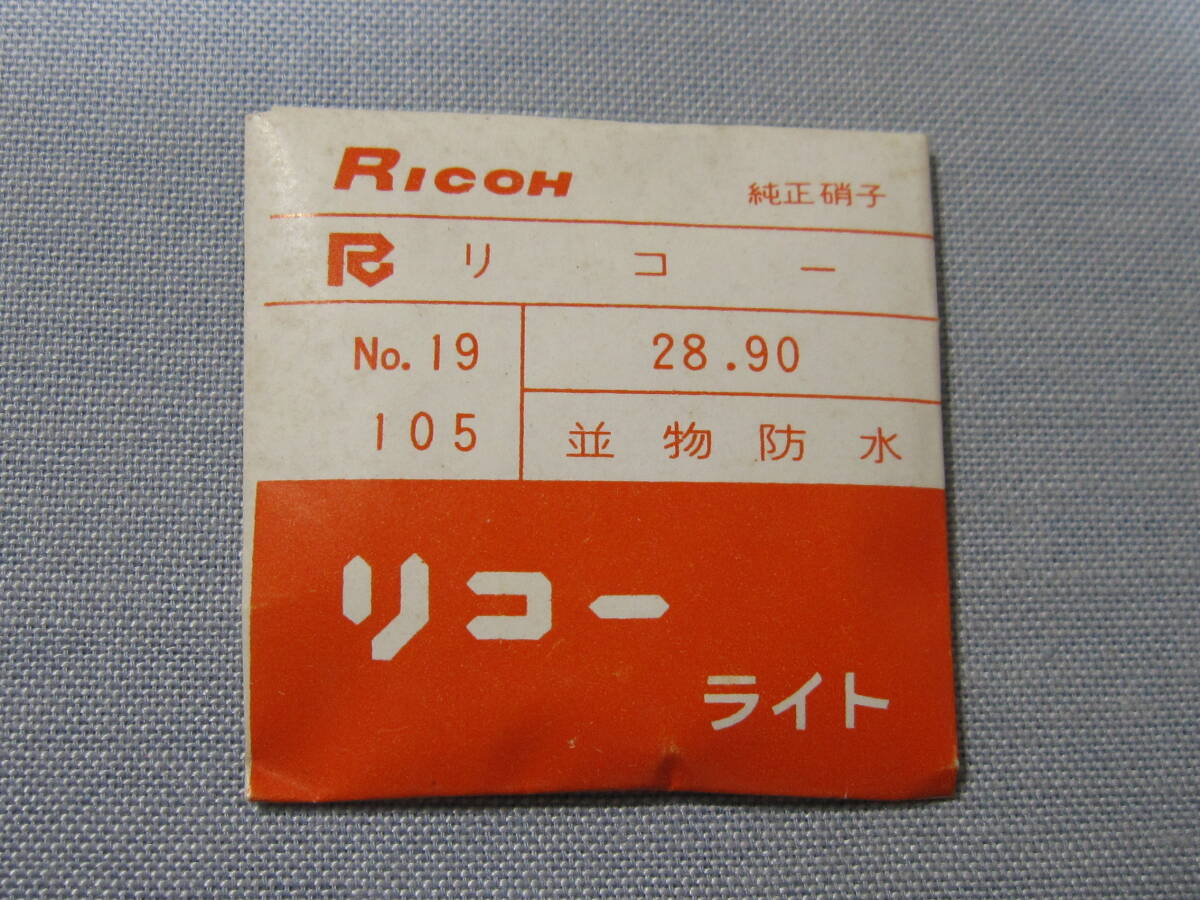 RICOH 純正硝子
リコー
No.19 28.90
105 並物防水
リコー
ライト